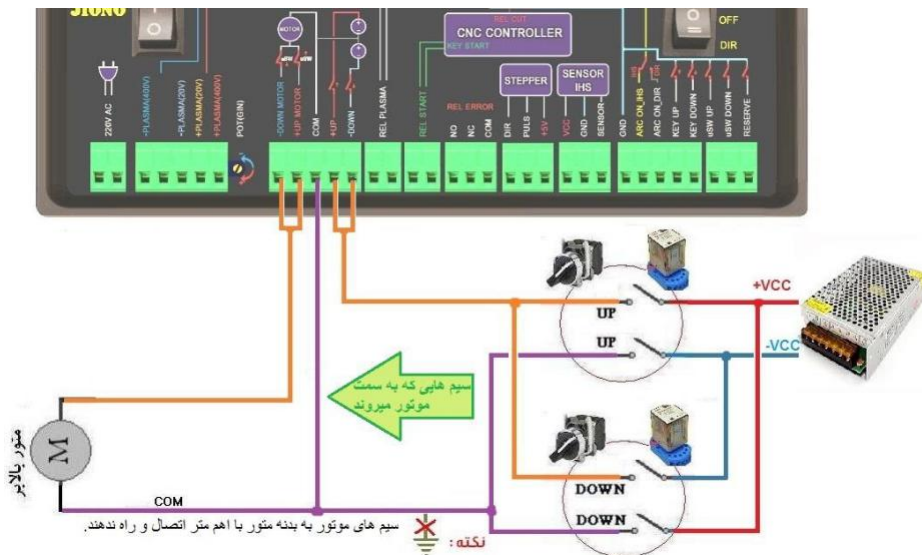 REL CUT
CNC CONTROLLER
KEY START
OFF
DIR
MOTOR
STEPPER
SENSOR
IHS
220V AC
-PLASMA(400V)
-PLASMA(20V)
+PLASMA(20V)
+PLASMA(400V)
POT(GIN)
-DOWN MOTOR
+UP MOTOR
COM
+UP
-DOWN
REL PLASMA
REL START
REL ERROR
NO
NC
COM
DIR
PULS
+5V
VCC
GND
SENSOR
GND
ARC ON_IHS
ARC ON_DIR
KEY UP
KEY DOWN
uSW UP
uSW DOWN
RESERVE
IHS
DIR
+VCC
UP
UP
-VCC
سیم هایی که به سمت
موتور میروند
M
متور بالابر
DOWN
DOWN
COM
سیم های موتور به بدنه متور با اهم متر اتصال و راه ندهند.
نکته :